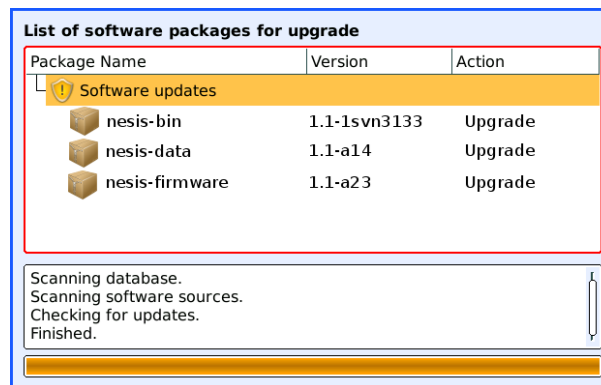 List of software packages for upgrade
Package Name Version Action
Software updates
nesis-bin 1.1-1svn3133 Upgrade
nesis-data 1.1-a14 Upgrade
nesis-firmware 1.1-a23 Upgrade
Scanning database.
Scanning software sources.
Checking for updates.
Finished.